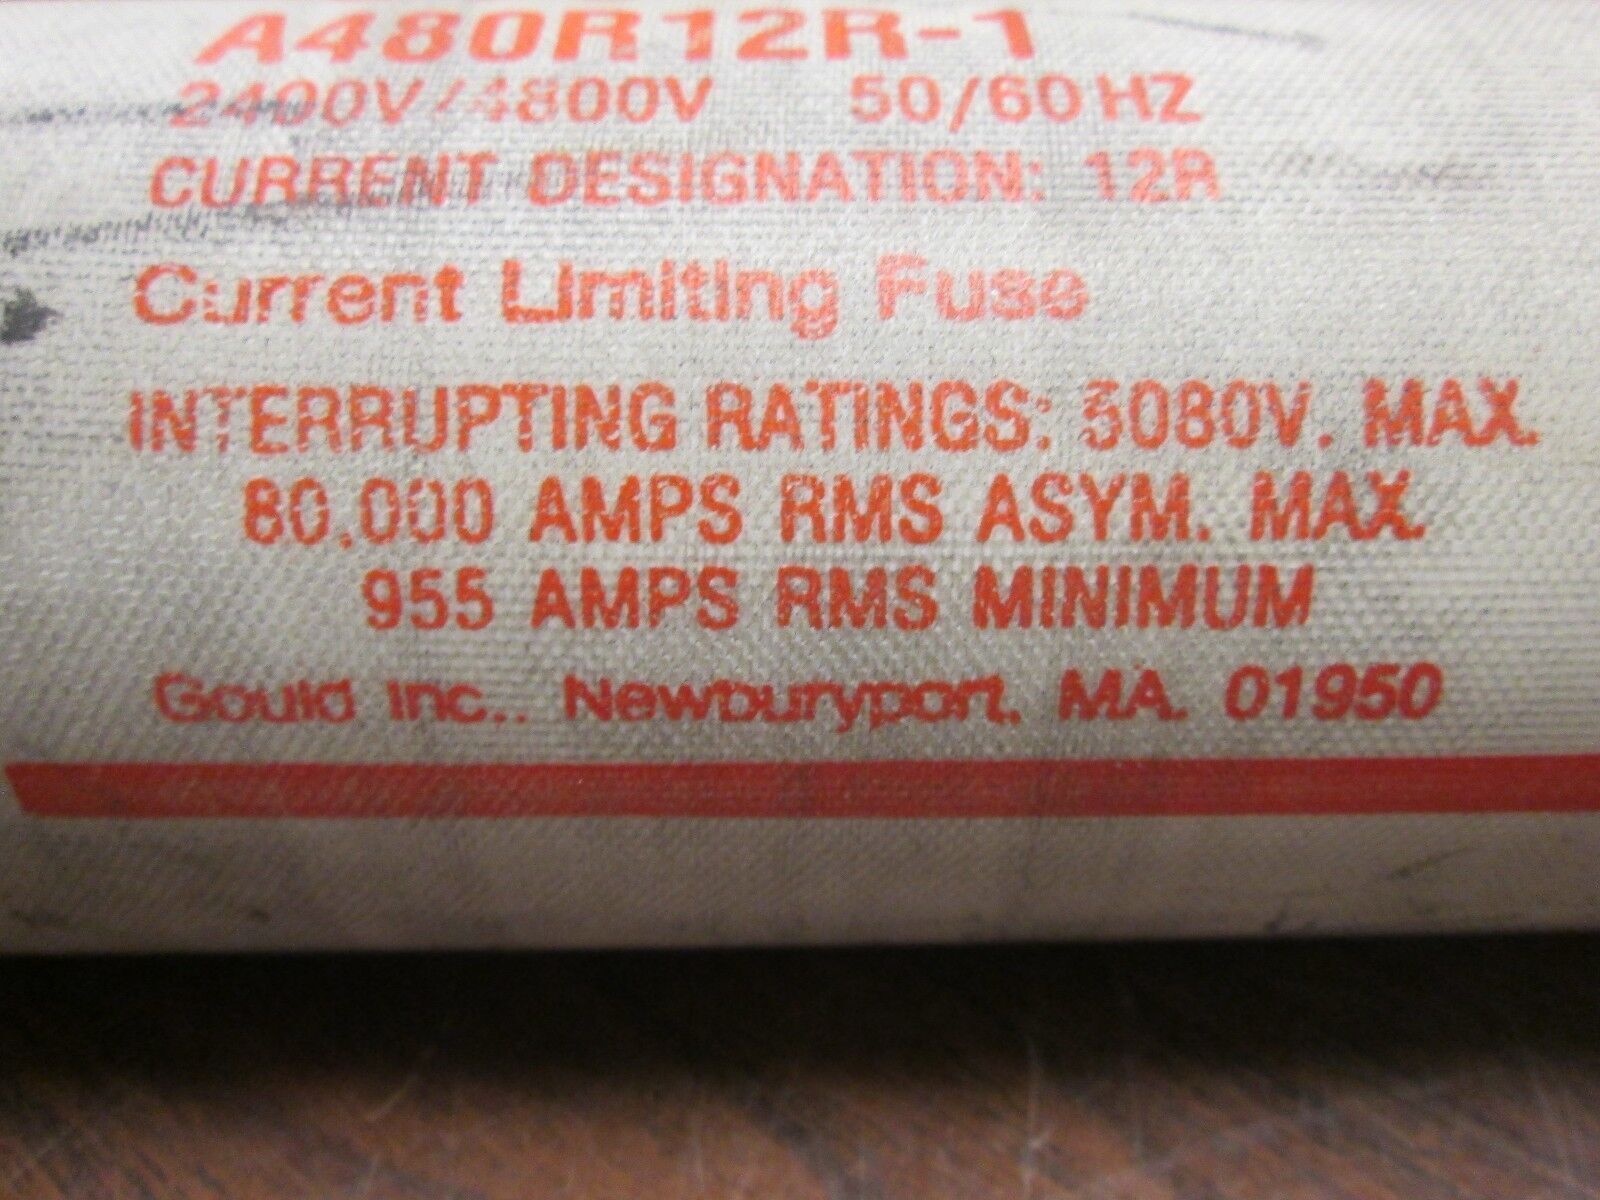 A480R12R-1
2400V/4800V 50/60HZ
CURRENT DESIGNATION: 12R
Current Limiting Fuse
INTERRUPTING RATINGS: 5080V. MAX.
80,000 AMPS RMS ASYM. MAX.
955 AMPS RMS MINIMUM
Gould Inc., Newburyport, MA. 01950